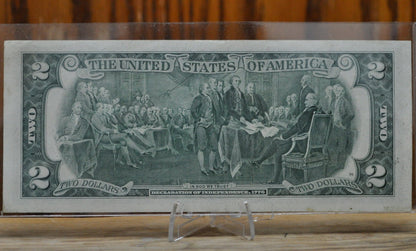 2 THE UNITED STATES OF AMERICA 2
TWO TWO
IN GOD WE TRUST
2 TWO DOLLARS TWO DOLLARS 2
DECLARATION OF INDEPENDENCE, 1776